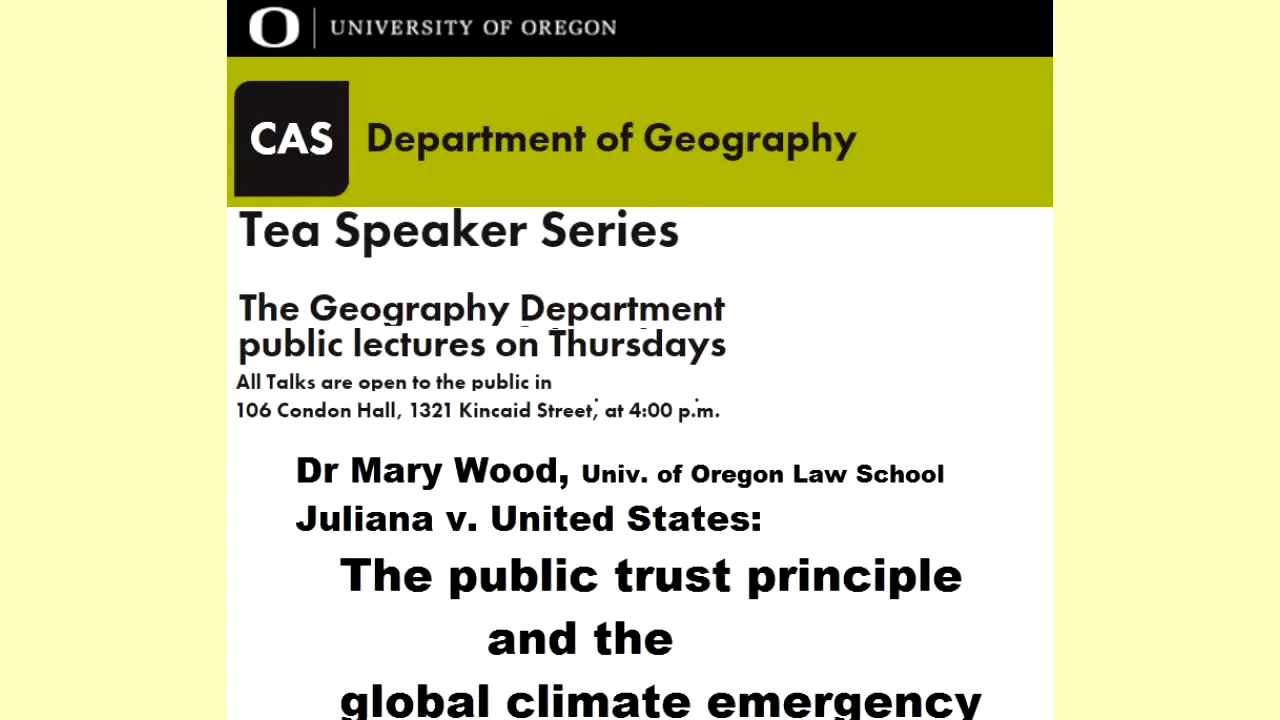 O | UNIVERSITY OF OREGON
CAS Department of Geography
Tea Speaker Series
The Geography Department
public lectures on Thursdays
All Talks are open to the public in
106 Condon Hall, 1321 Kincaid Street, at 4:00 p.m.
Dr Mary Wood, Univ. of Oregon Law School
Juliana v. United States:
The public trust principle
and the
global climate emergency